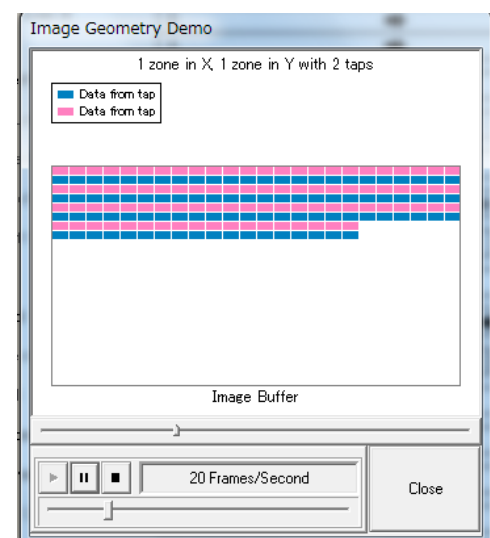 Image Geometry Demo
1 zone in X, 1 zone in Y with 2 taps
Data from tap
Data from tap
Image Buffer
20 Frames/Second
Close